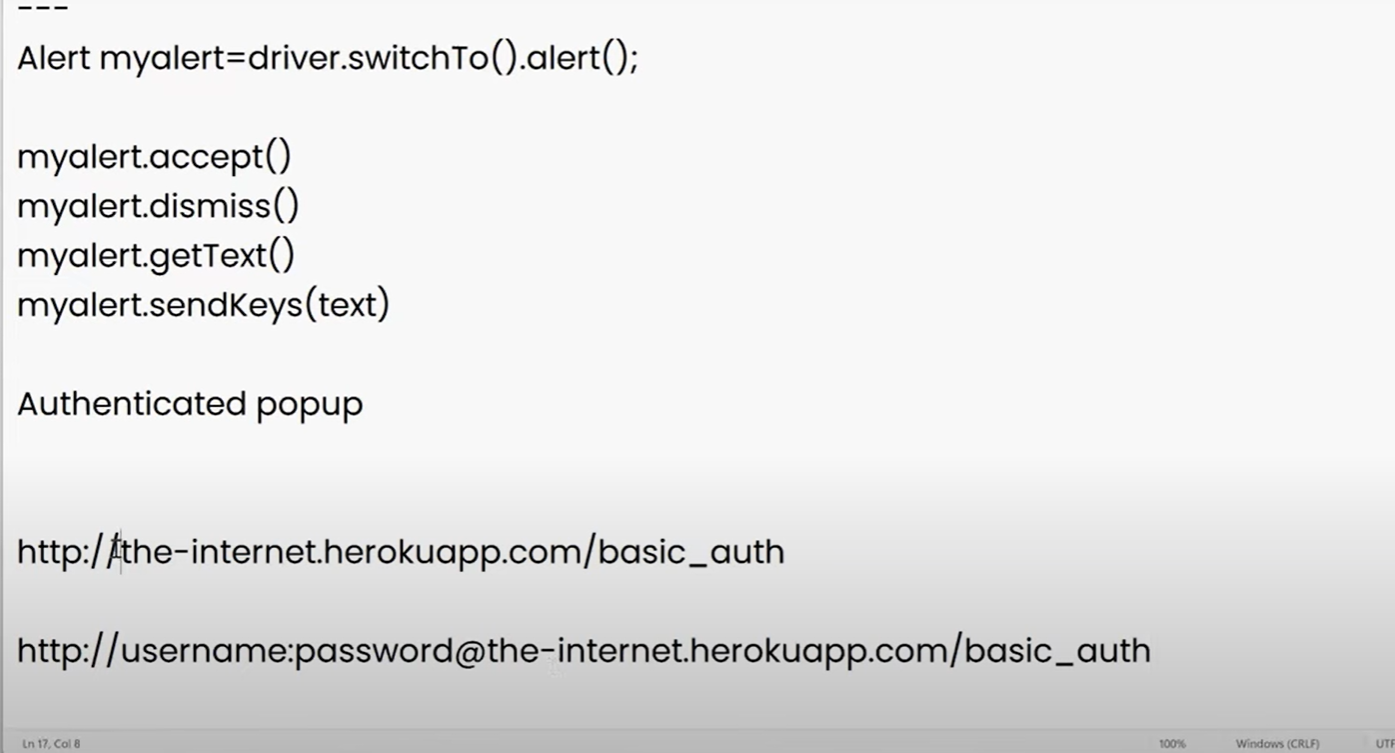 ---
Alert myalert=driver.switchTo().alert();
myalert.accept()
myalert.dismiss()
myalert.getText()
myalert.sendKeys(text)
Authenticated popup
http://the-internet.herokuapp.com/basic_auth
http://username:password@the-internet.herokuapp.com/basic_auth
Ln 17, Col 8 100% Windows (CRLF) UTF